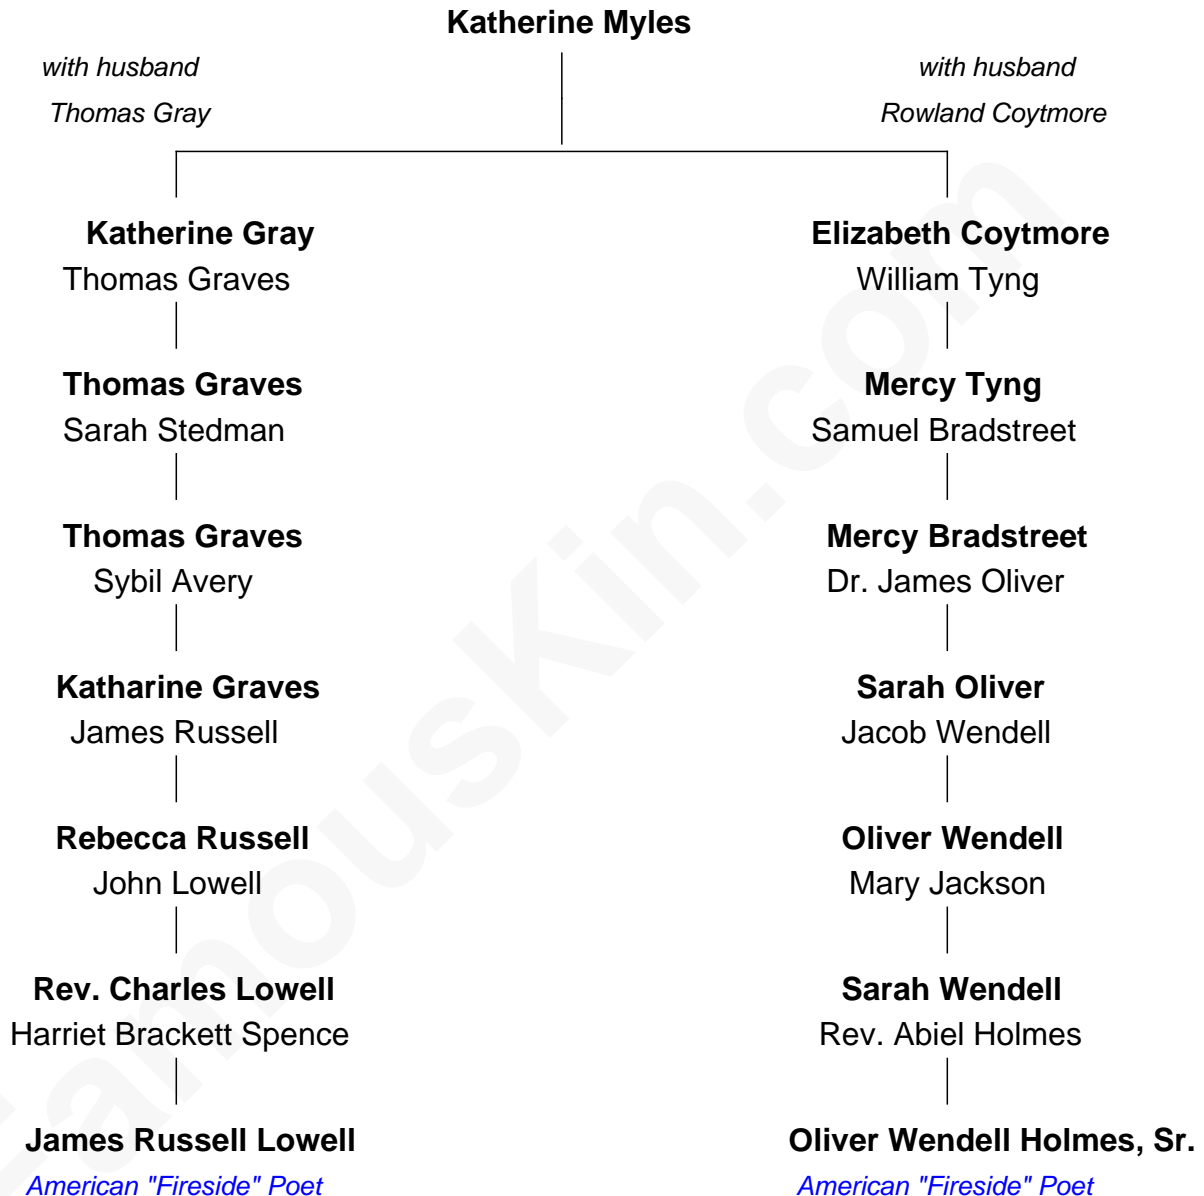 Katherine Myles
with husband
Thomas Gray
with husband
Rowland Coytmore
Katherine Gray
Thomas Graves
Elizabeth Coytmore
William Tyng
Thomas Graves
Sarah Stedman
Mercy Tyng
Samuel Bradstreet
Thomas Graves
Sybil Avery
Mercy Bradstreet
Dr. James Oliver
Katharine Graves
James Russell
Sarah Oliver
Jacob Wendell
Rebecca Russell
John Lowell
Oliver Wendell
Mary Jackson
Rev. Charles Lowell
Harriet Brackett Spence
Sarah Wendell
Rev. Abiel Holmes
James Russell Lowell
American "Fireside" Poet
Oliver Wendell Holmes, Sr.
American "Fireside" Poet
FamousKin.com